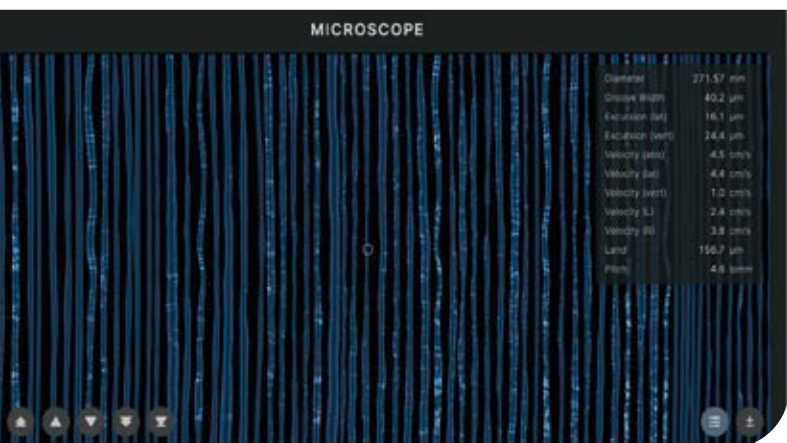 MICROSCOPE
Diameter 271.57 mm
Groove Width 40.2 µm
Excursion (lat) 16.1 µm
Excursion (vert) 24.4 µm
Velocity (abs) 4.5 cm/s
Velocity (lat) 4.4 cm/s
Velocity (vert) 1.0 cm/s
Velocity (L) 2.4 cm/s
Velocity (R) 3.8 cm/s
Land 156.7 µm
Pitch 4.6